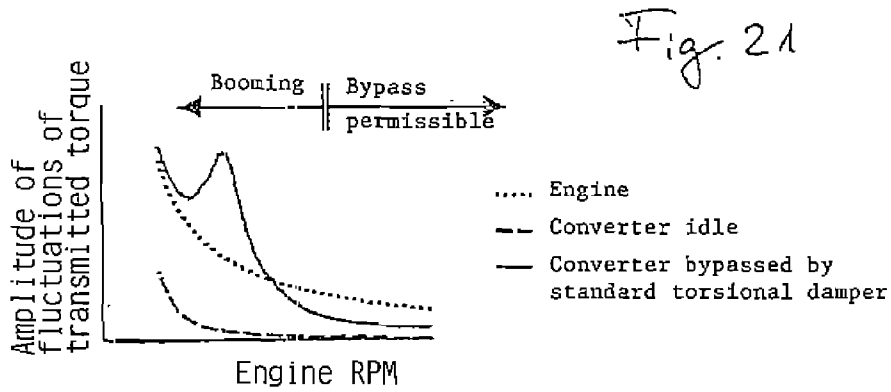 Fig. 21
Booming
Bypass
permissible
Amplitude of
fluctuations of
transmitted torque
Engine RPM
Engine
Converter idle
Converter bypassed by
standard torsional damper